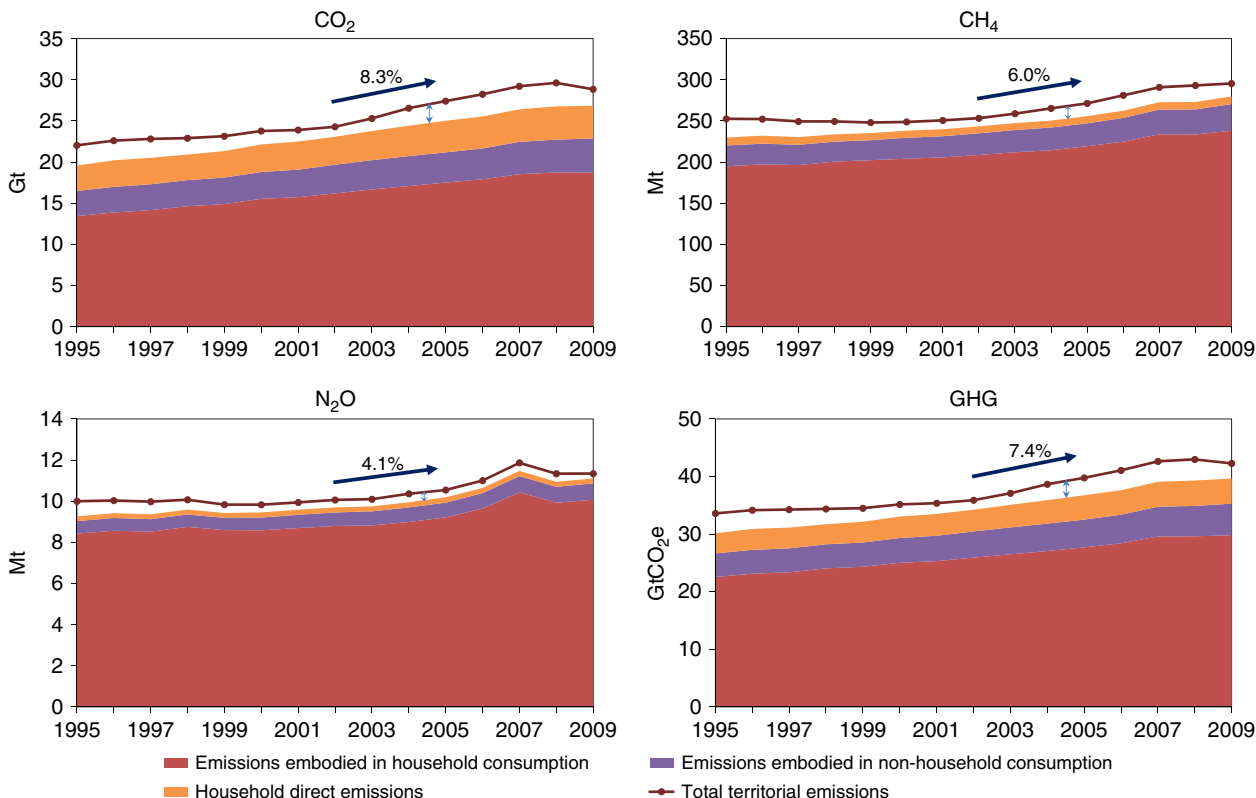 CO₂
35
30
25
20
15
10
5
0
Gt
8.3%
1995 1997 1999 2001 2003 2005 2007 2009
CH₄
350
300
250
200
150
100
50
0
Mt
6.0%
1995 1997 1999 2001 2003 2005 2007 2009
N₂O
14
12
10
8
6
4
2
0
Mt
4.1%
1995 1997 1999 2001 2003 2005 2007 2009
GHG
50
40
30
20
10
0
GtCO₂e
7.4%
1995 1997 1999 2001 2003 2005 2007 2009
Emissions embodied in household consumption
Emissions embodied in non-household consumption
Household direct emissions
Total territorial emissions